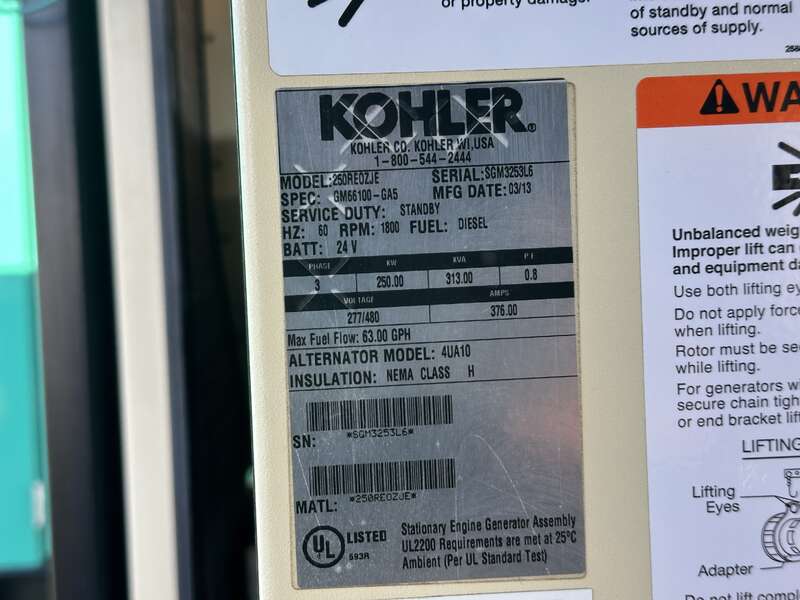 or property damage.
of standby and normal
sources of supply.
KOHLER®
KOHLER CO. KOHLER WI,USA
1-800-544-2444
MODEL:250REOZJE SERIAL:SGM3253L6
SPEC: GM66100-GA5 MFG DATE:03/13
SERVICE DUTY: STANDBY
HZ: 60 RPM: 1800 FUEL: DIESEL
BATT: 24 V
PHASE KW KVA P.F.
3 250.00 313.00 0.8
VOLTAGE AMPS
277/480 376.00
Max Fuel Flow: 63.00 GPH
ALTERNATOR MODEL: 4UA10
INSULATION: NEMA CLASS H
SN: *SGM3253L6*
MATL: *250REOZJE*
UL LISTED
593R
Stationary Engine Generator Assembly
UL2200 Requirements are met at 25°C
Ambient (Per UL Standard Test)
WA
Unbalanced weig
Improper lift can
and equipment da
Use both lifting ey
Do not apply force
when lifting.
Rotor must be se
while lifting.
For generators wi
secure chain tigh
or end bracket lift
LIFTING
Lifting
Eyes
Adapter
Do not lift comple